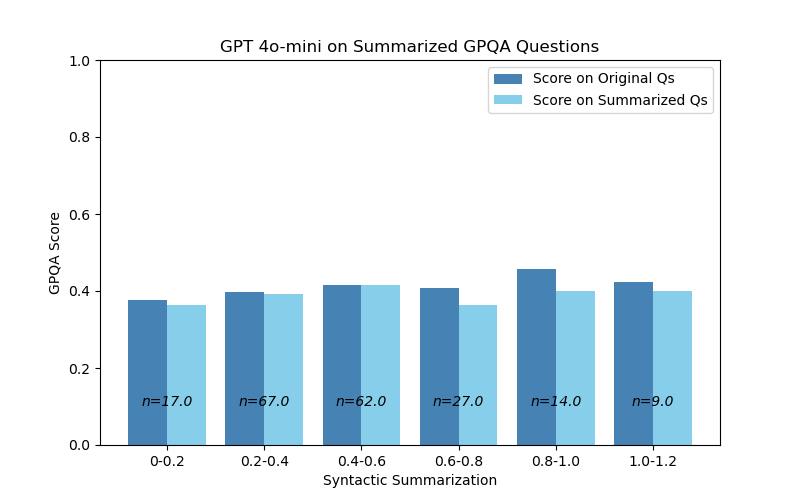 GPT 4o-mini on Summarized GPQA Questions
Score on Original Qs
Score on Summarized Qs
GPQA Score
1.0
0.8
0.6
0.4
0.2
0.0
n=17.0 n=67.0 n=62.0 n=27.0 n=14.0 n=9.0
0-0.2 0.2-0.4 0.4-0.6 0.6-0.8 0.8-1.0 1.0-1.2
Syntactic Summarization